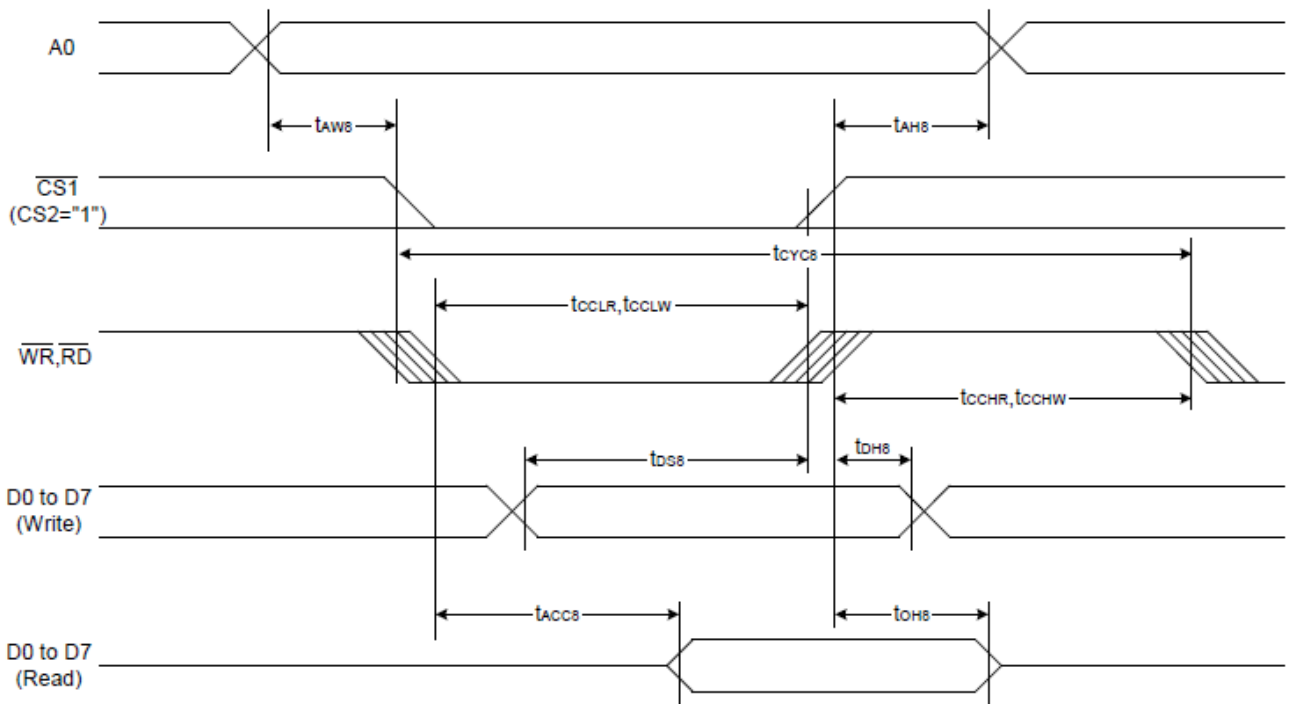 A0
tAW8
tAH8
CS1
(CS2="1")
tCYC8
tCCLR,tCCLW
WR,RD
tCCHR,tCCHW
tDS8
tDH8
D0 to D7
(Write)
tACC8
tOH8
D0 to D7
(Read)